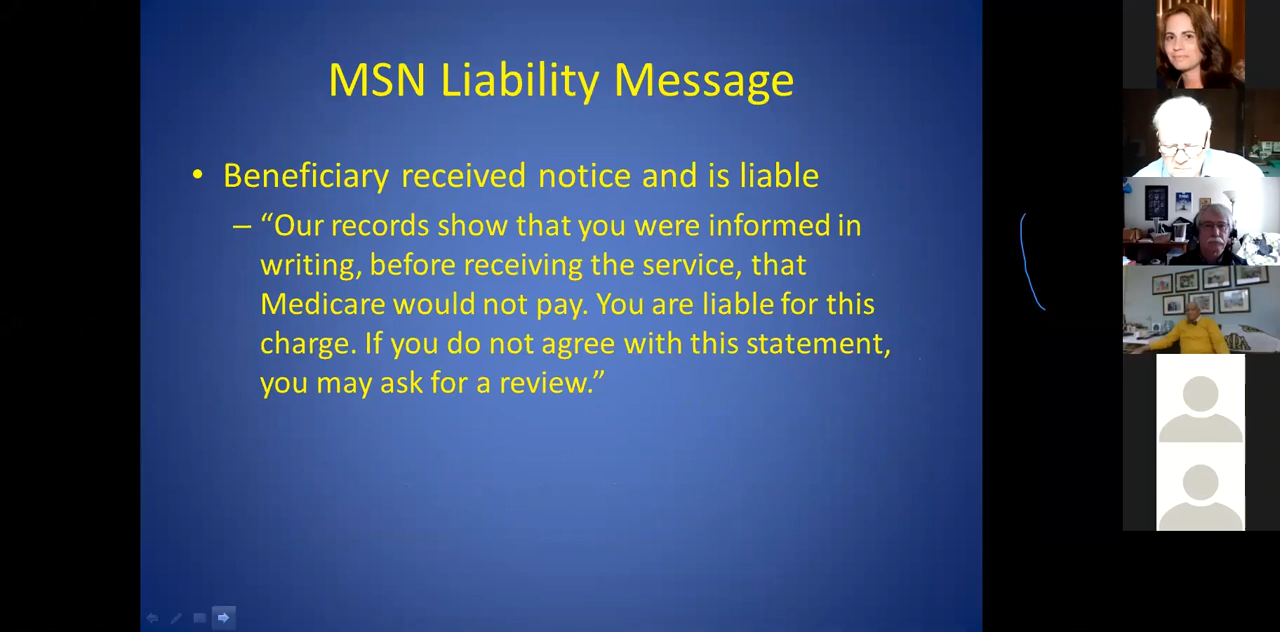 MSN Liability Message
• Beneficiary received notice and is liable
– “Our records show that you were informed in
writing, before receiving the service, that
Medicare would not pay. You are liable for this
charge. If you do not agree with this statement,
you may ask for a review.”